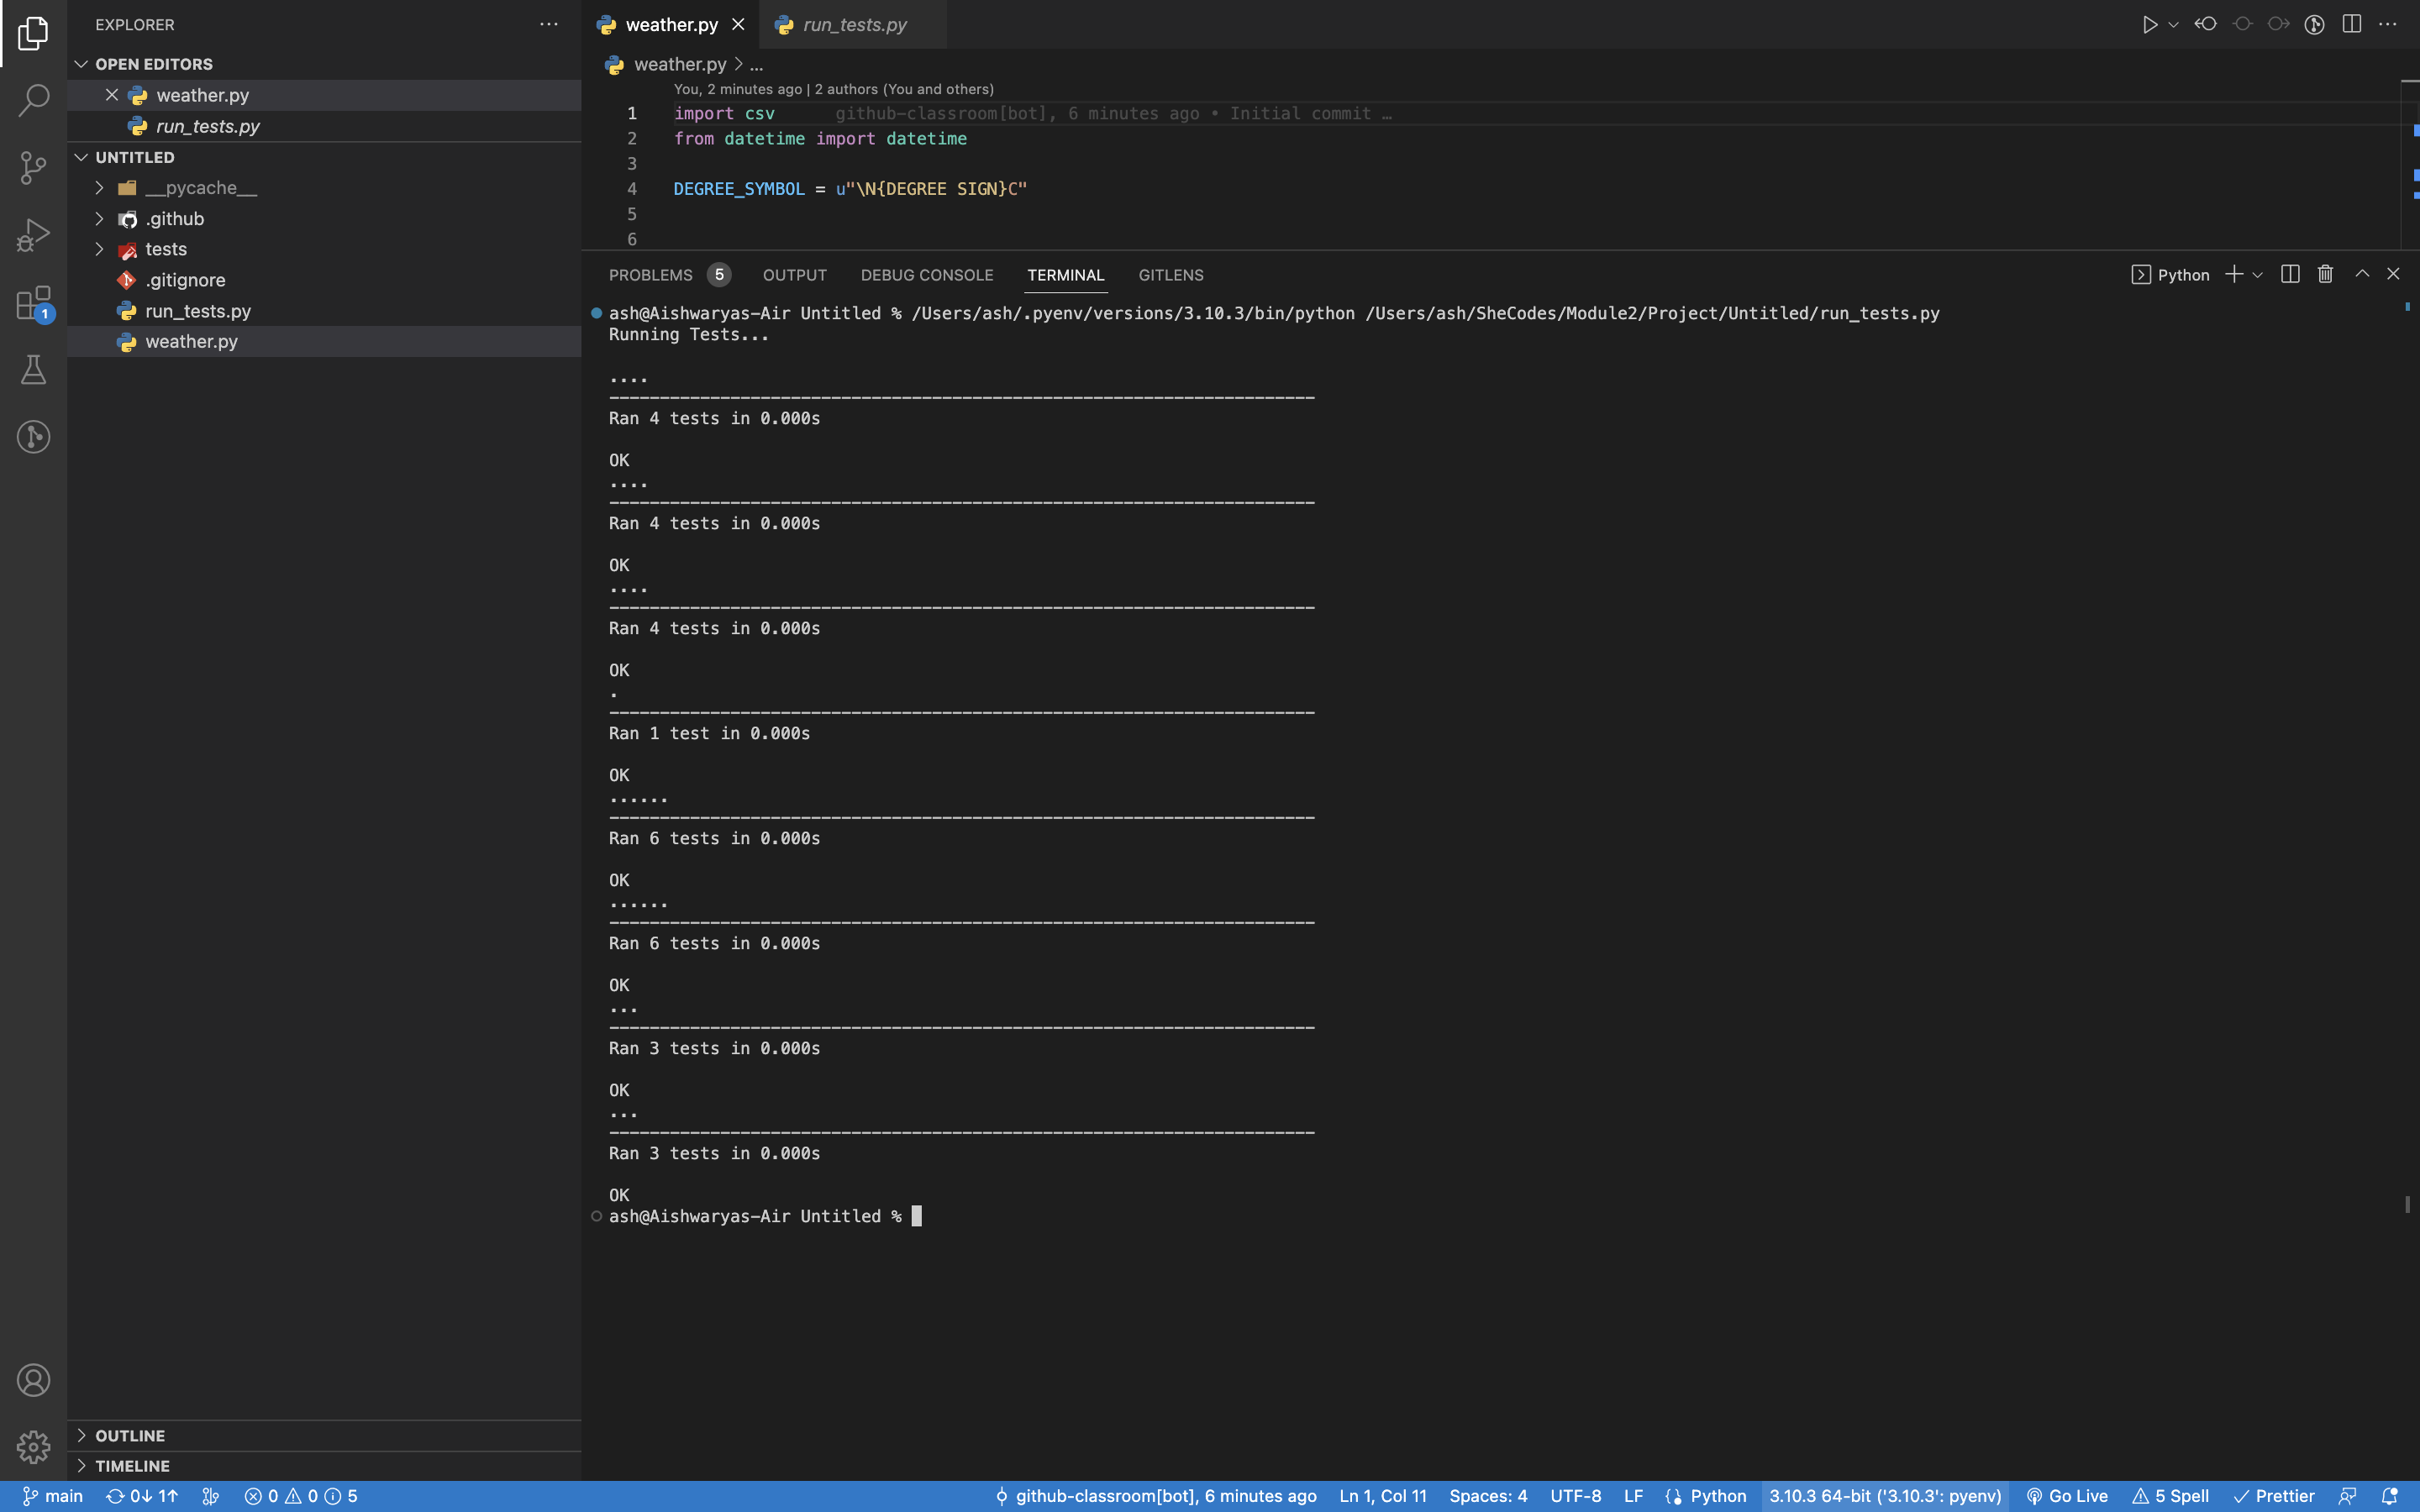 EXPLORER
OPEN EDITORS
weather.py
run_tests.py
UNTITLED
__pycache__
.github
tests
.gitignore
run_tests.py
weather.py
OUTLINE
TIMELINE
1
weather.py
run_tests.py
weather.py > ...
You, 2 minutes ago | 2 authors (You and others)
1 import csv github-classroom[bot], 6 minutes ago • Initial commit …
2 from datetime import datetime
3
4 DEGREE_SYMBOL = u"\N{DEGREE SIGN}C"
5
6
PROBLEMS 5 OUTPUT DEBUG CONSOLE TERMINAL GITLENS Python
ash@Aishwaryas-Air Untitled % /Users/ash/.pyenv/versions/3.10.3/bin/python /Users/ash/SheCodes/Module2/Project/Untitled/run_tests.py
Running Tests...
....
----------------------------------------------------------------------
Ran 4 tests in 0.000s
OK
....
----------------------------------------------------------------------
Ran 4 tests in 0.000s
OK
....
----------------------------------------------------------------------
Ran 4 tests in 0.000s
OK
.
----------------------------------------------------------------------
Ran 1 test in 0.000s
OK
......
----------------------------------------------------------------------
Ran 6 tests in 0.000s
OK
......
----------------------------------------------------------------------
Ran 6 tests in 0.000s
OK
...
----------------------------------------------------------------------
Ran 3 tests in 0.000s
OK
...
----------------------------------------------------------------------
Ran 3 tests in 0.000s
OK
ash@Aishwaryas-Air Untitled %
main 0↓ 1↑ 0 0 5 github-classroom[bot], 6 minutes ago Ln 1, Col 11 Spaces: 4 UTF-8 LF Python 3.10.3 64-bit ('3.10.3': pyenv) Go Live 5 Spell Prettier